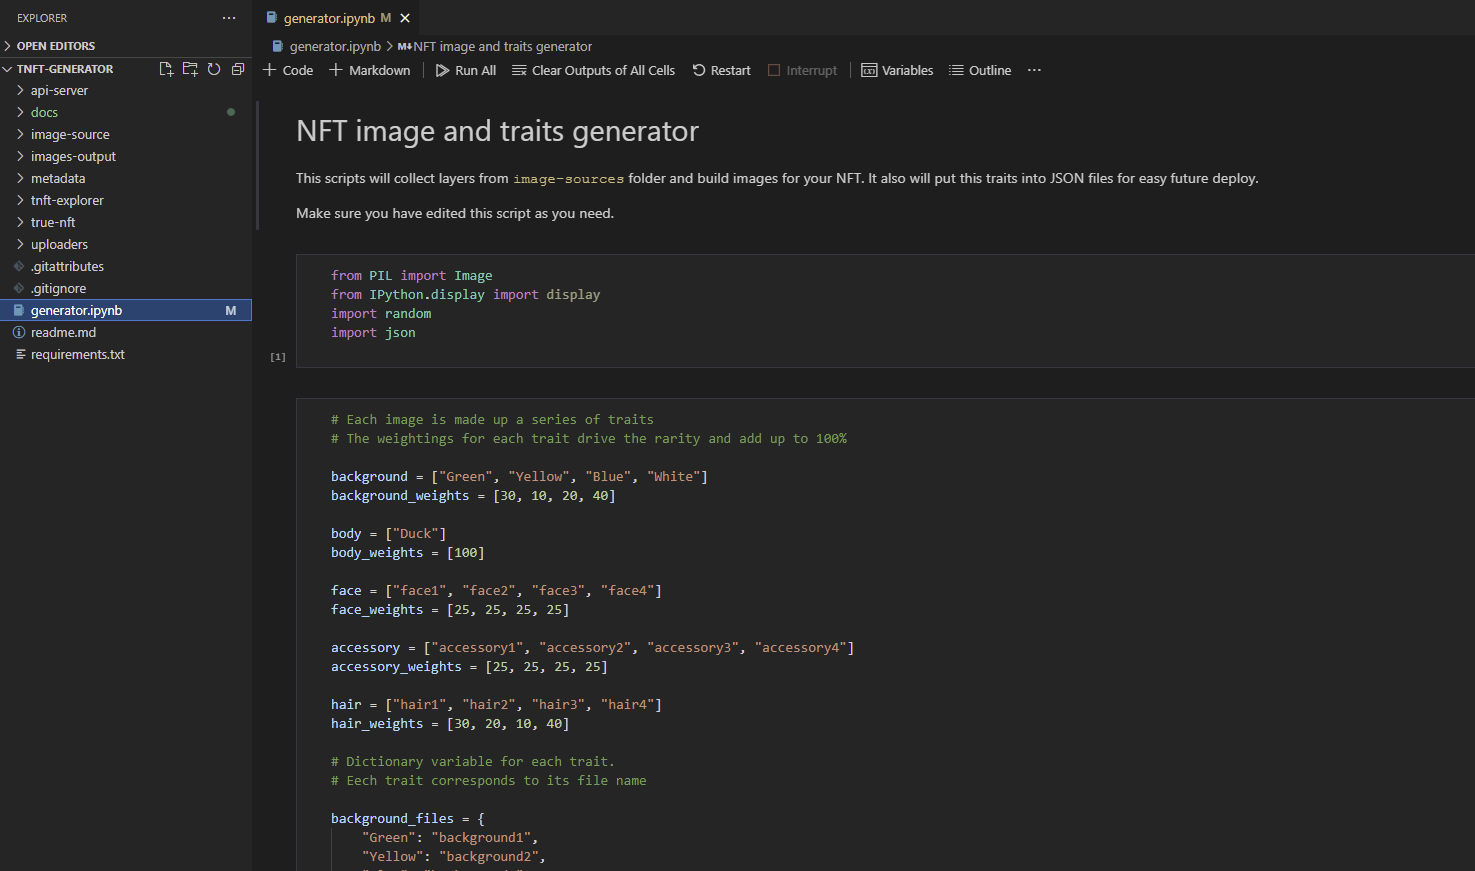 EXPLORER
OPEN EDITORS
TNFT-GENERATOR
api-server
docs
image-source
images-output
metadata
tnft-explorer
true-nft
uploaders
.gitattributes
.gitignore
generator.ipynb M
readme.md
requirements.txt
generator.ipynb M
generator.ipynb > M↓NFT image and traits generator
Code Markdown Run All Clear Outputs of All Cells Restart Interrupt Variables Outline ...
NFT image and traits generator
This scripts will collect layers from image-sources folder and build images for your NFT. It also will put this traits into JSON files for easy future deploy.
Make sure you have edited this script as you need.
from PIL import Image
from IPython.display import display
import random
import json
[1]
# Each image is made up a series of traits
# The weightings for each trait drive the rarity and add up to 100%
background = ["Green", "Yellow", "Blue", "White"]
background_weights = [30, 10, 20, 40]
body = ["Duck"]
body_weights = [100]
face = ["face1", "face2", "face3", "face4"]
face_weights = [25, 25, 25, 25]
accessory = ["accessory1", "accessory2", "accessory3", "accessory4"]
accessory_weights = [25, 25, 25, 25]
hair = ["hair1", "hair2", "hair3", "hair4"]
hair_weights = [30, 20, 10, 40]
# Dictionary variable for each trait.
# Eech trait corresponds to its file name
background_files = {
"Green": "background1",
"Yellow": "background2",